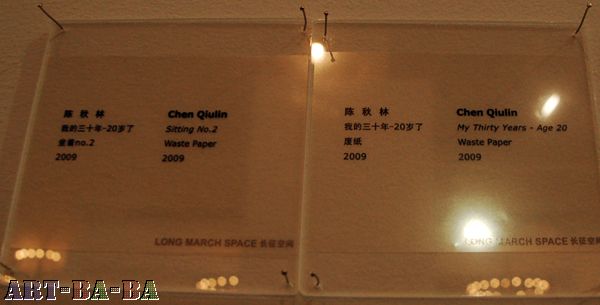 陈 秋 林
我的三十年-20岁了
坐着no.2
2009
Chen Qiulin
Sitting No.2
Waste Paper
2009
LONG MARCH SPACE 长征空间
陈 秋 林
我的三十年-20岁了
废纸
2009
Chen Qiulin
My Thirty Years - Age 20
Waste Paper
2009
LONG MARCH SPACE 长征空间
ART-BA-BA